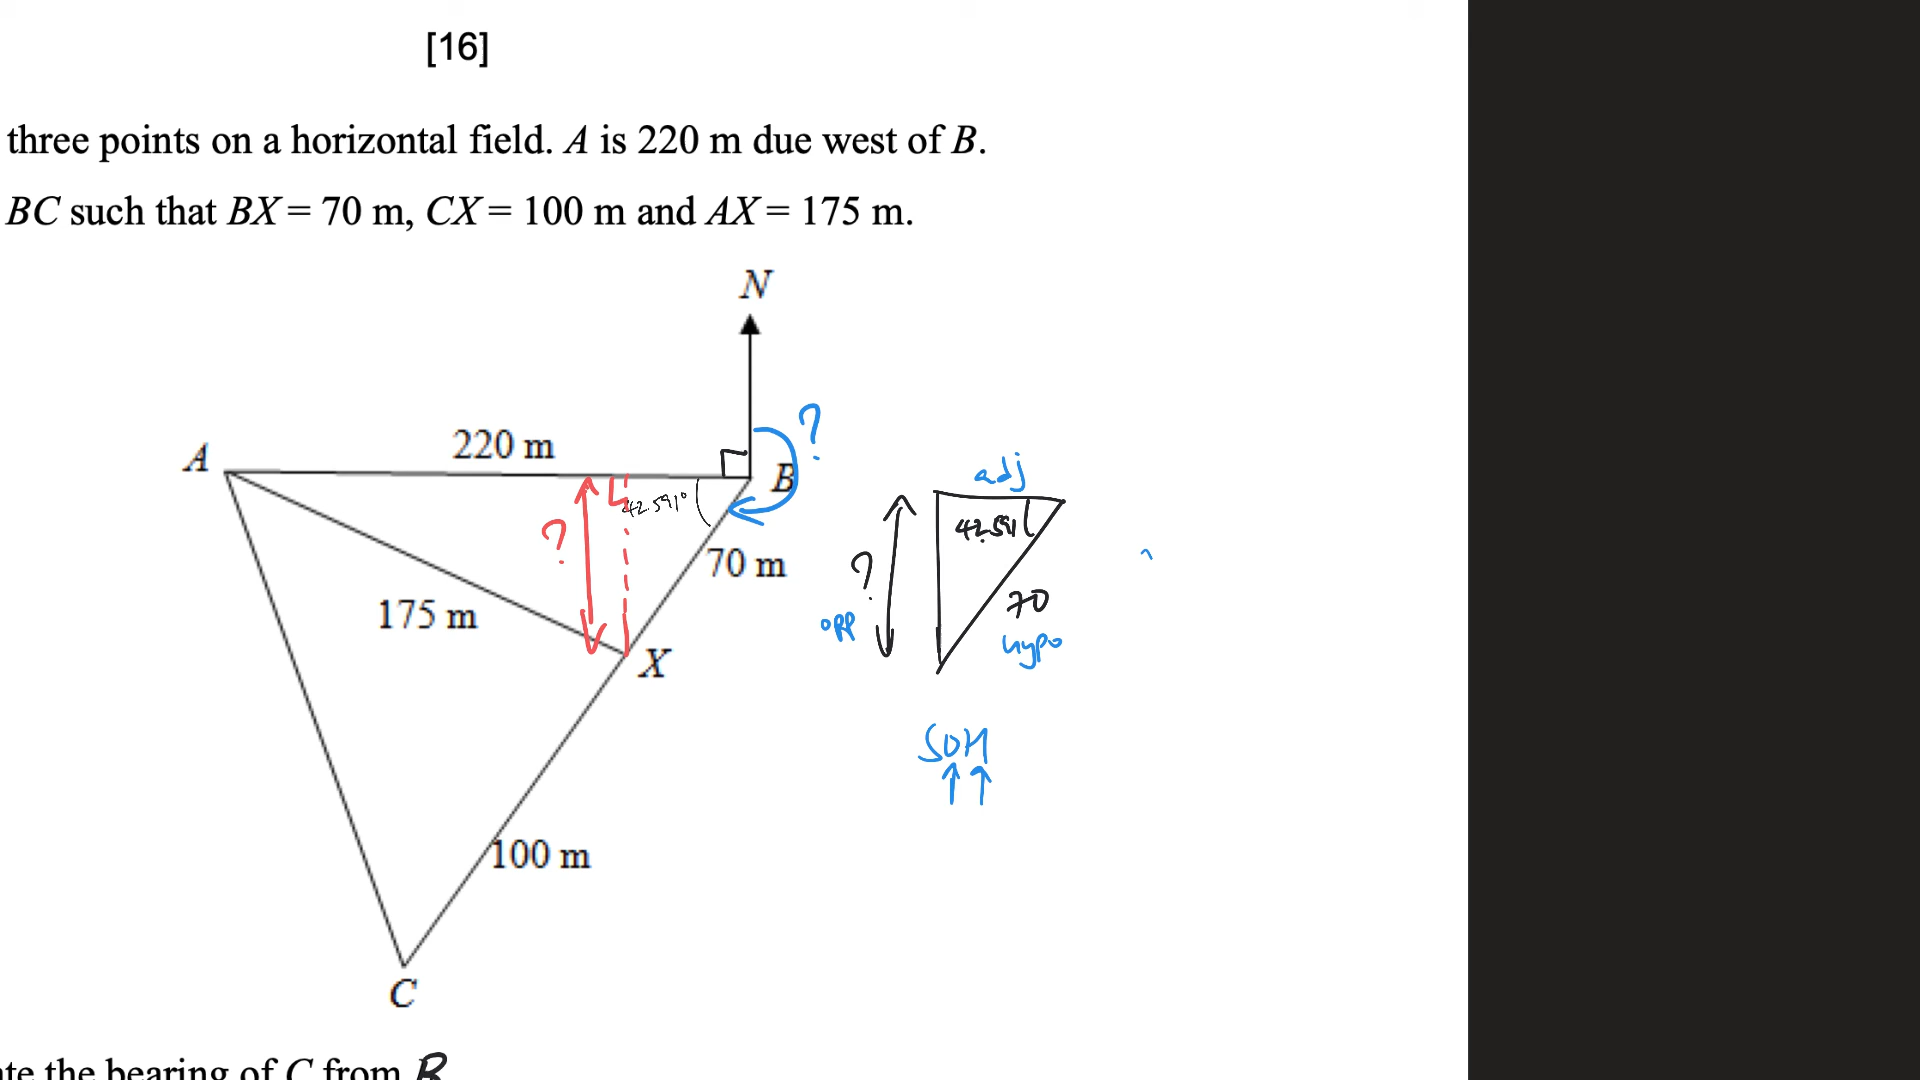 [16]
three points on a horizontal field. A is 220 m due west of B.
BC such that BX = 70 m, CX = 100 m and AX = 175 m.
N
?
220 m
A
B
adj
42.591°
42.591
?
70 m
?
70
175 m
opp
hypo
X
SOH
100 m
C
te the bearing of C from B